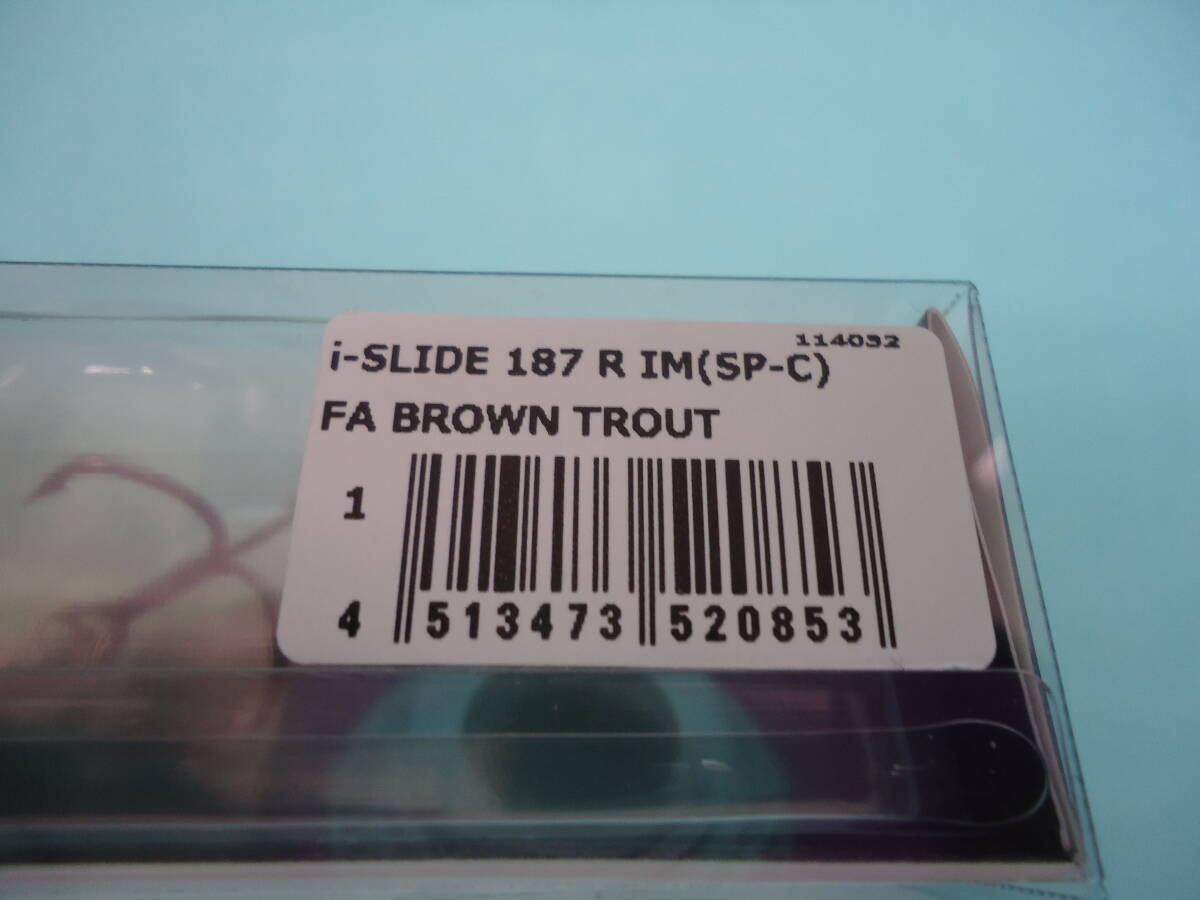 114032
i-SLIDE 187 R IM(SP-C)
FA BROWN TROUT
1
4 513473 520853